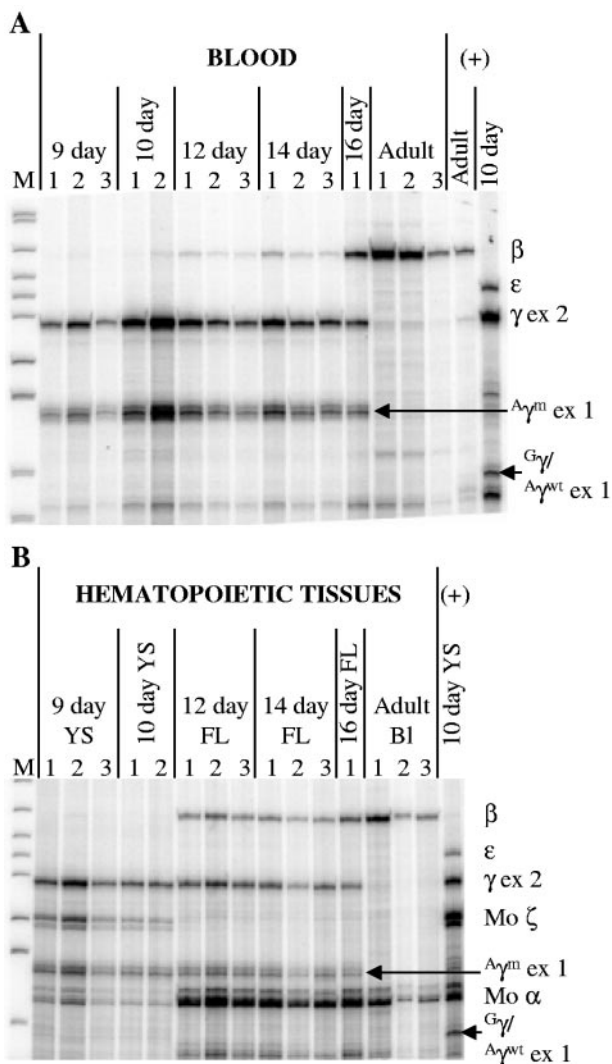 A
BLOOD (+)
9 day 10 day 12 day 14 day 16 day Adult Adult 10 day
M 1 2 3 1 2 1 2 3 1 2 3 1 1 2 3
β
ε
γ ex 2
ᴬγᵐ ex 1
ᴳγ/
ᴬγʷᵗ ex 1
B
HEMATOPOIETIC TISSUES (+)
9 day YS 10 day YS 12 day FL 14 day FL 16 day FL Adult Bl 10 day YS
M 1 2 3 1 2 1 2 3 1 2 3 1 1 2 3
β
ε
γ ex 2
Mo ζ
ᴬγᵐ ex 1
Mo α
ᴳγ/
ᴬγʷᵗ ex 1